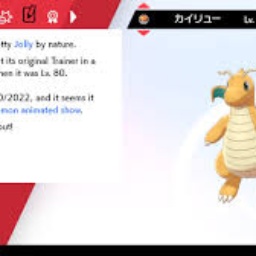 カイリュー Lv.
tty Jolly by nature.
t its original Trainer in a
hen it was Lv. 80.
0/2022, and it seems it
émon animated show.
out!